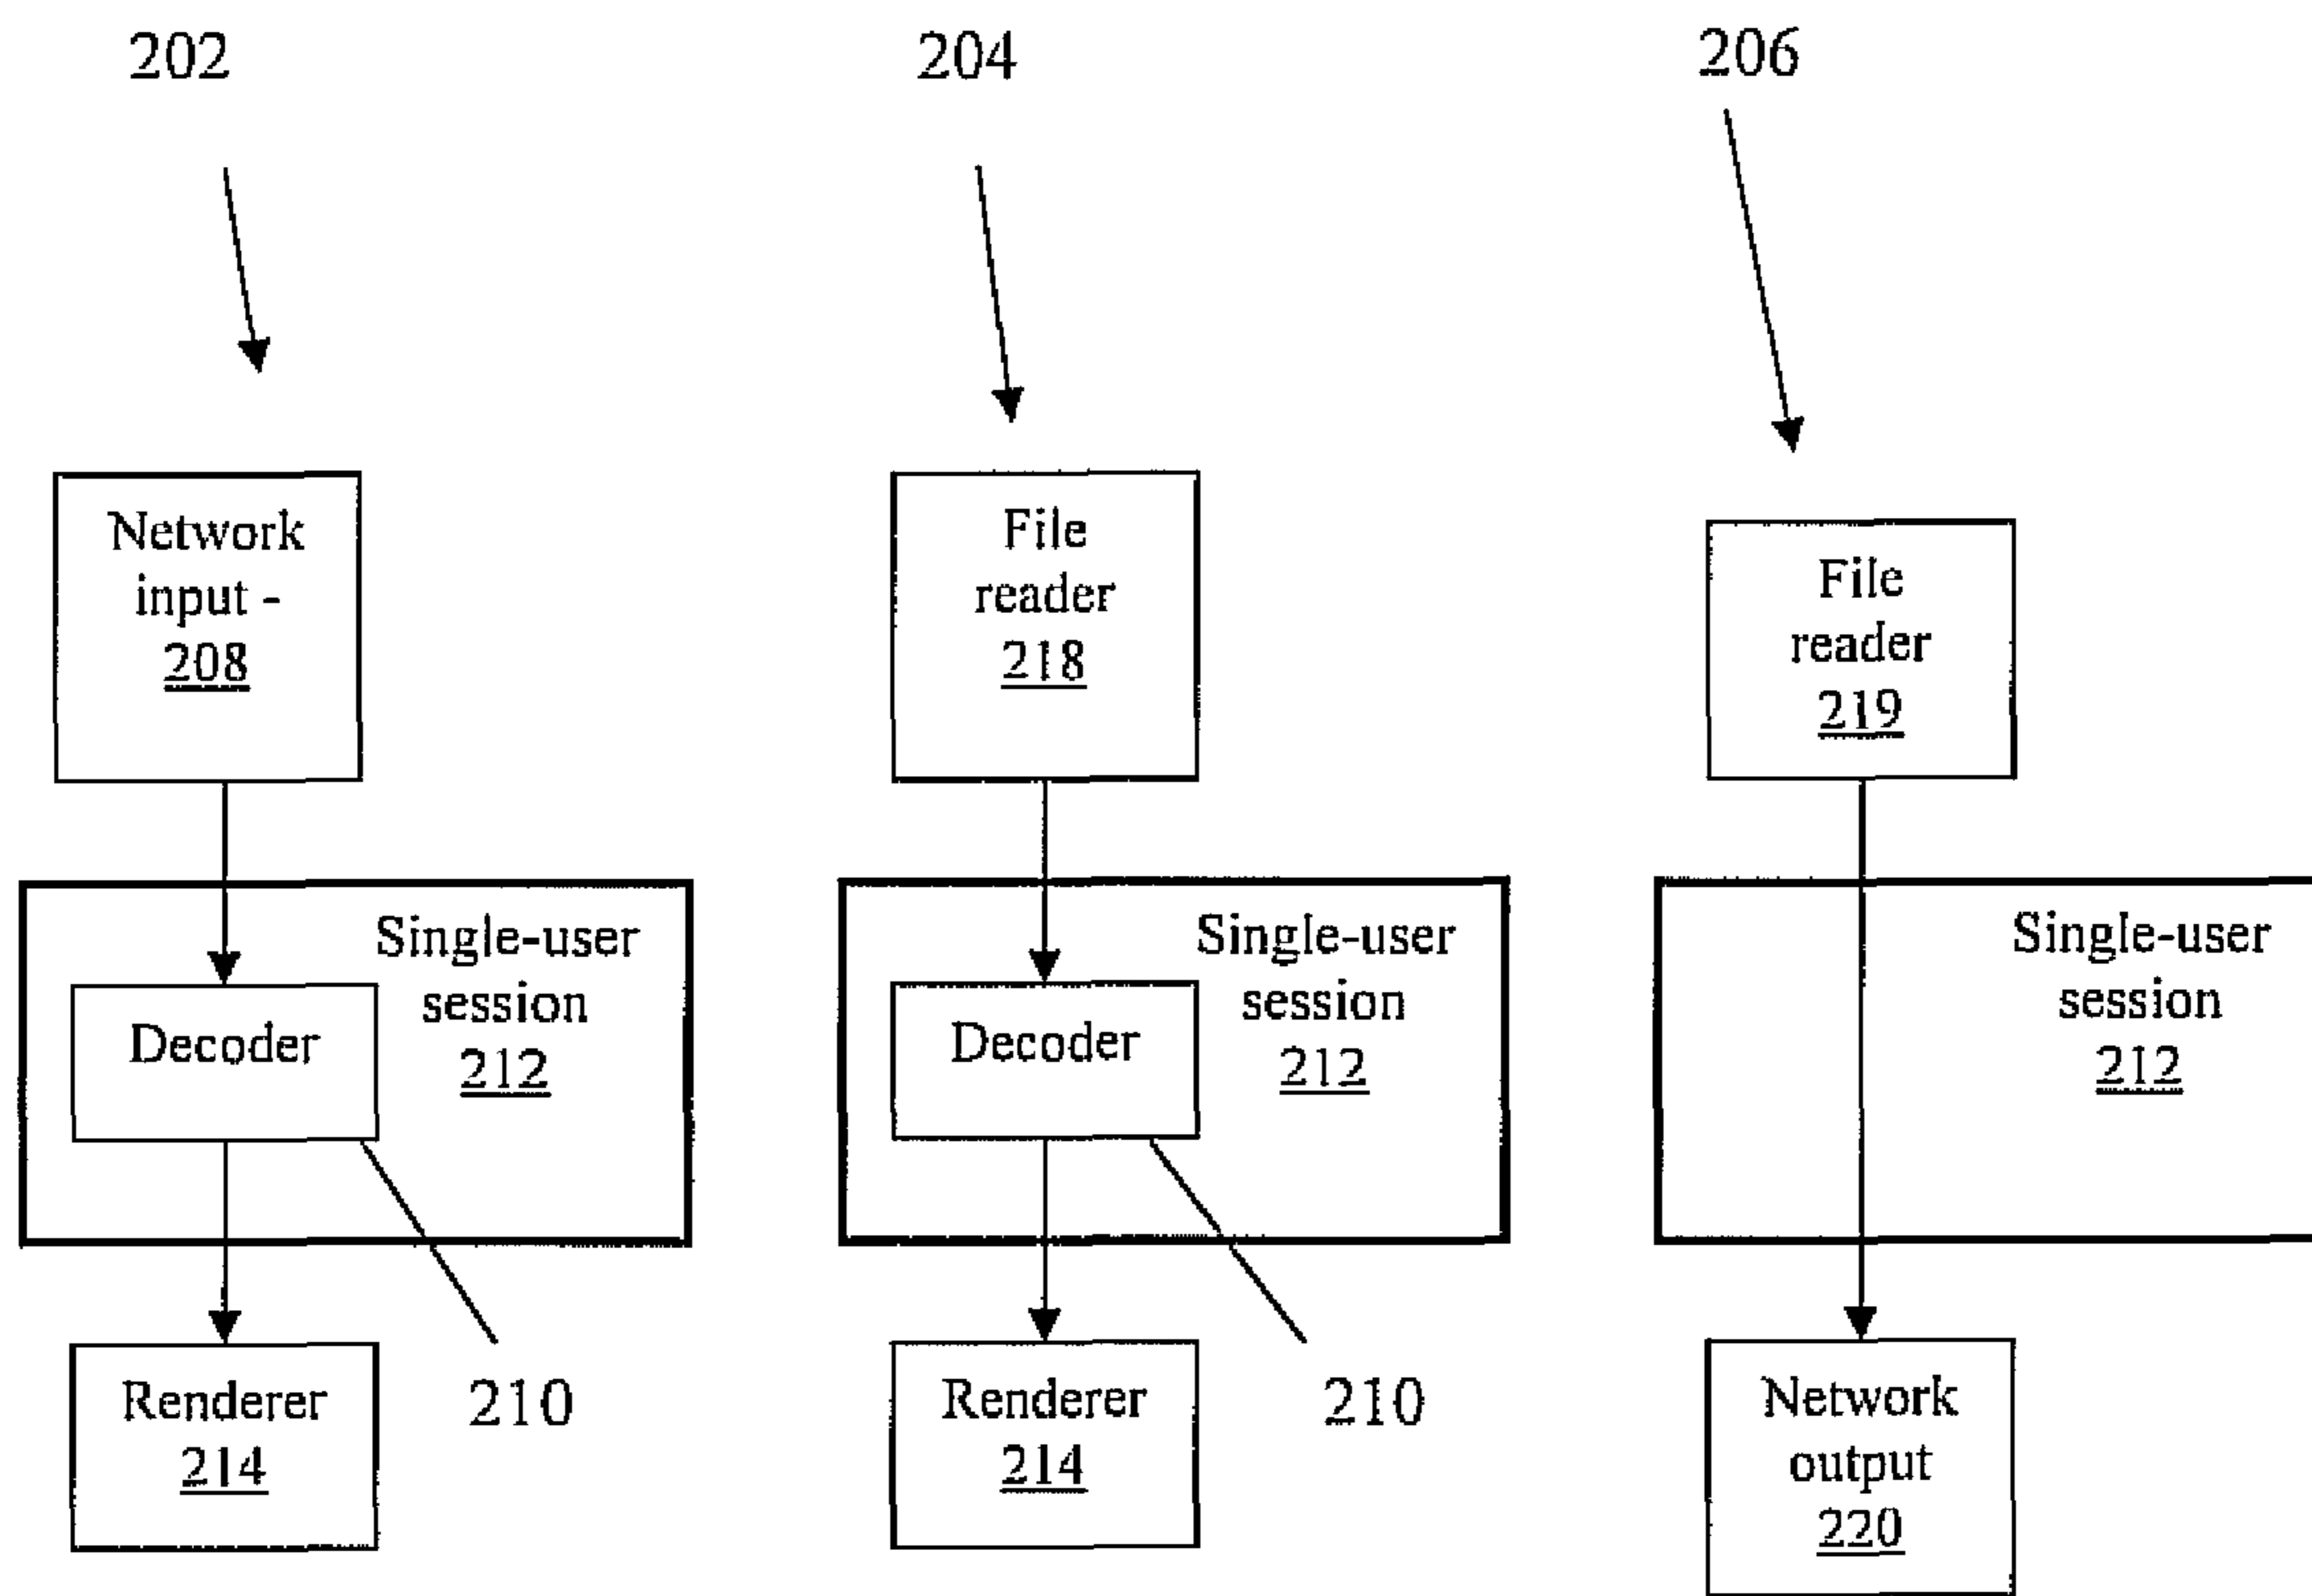 202
204
206
Network
input -
208
File
reader
218
File
reader
219
Single-user
session
212
Decoder
Single-user
session
212
Decoder
Single-user
session
212
Renderer
214
210
Renderer
214
210
Network
output
220